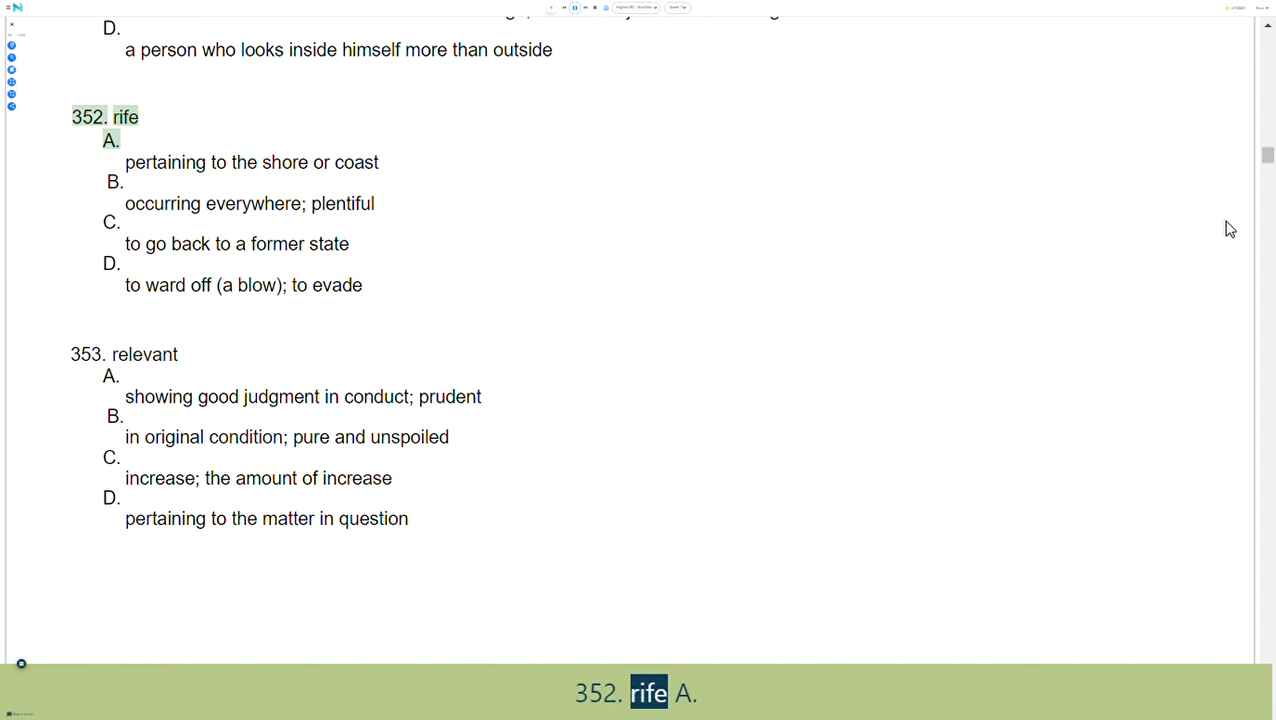 D.
a person who looks inside himself more than outside
352. rife
A.
pertaining to the shore or coast
B.
occurring everywhere; plentiful
C.
to go back to a former state
D.
to ward off (a blow); to evade
353. relevant
A.
showing good judgment in conduct; prudent
B.
in original condition; pure and unspoiled
C.
increase; the amount of increase
D.
pertaining to the matter in question
352. rife A.